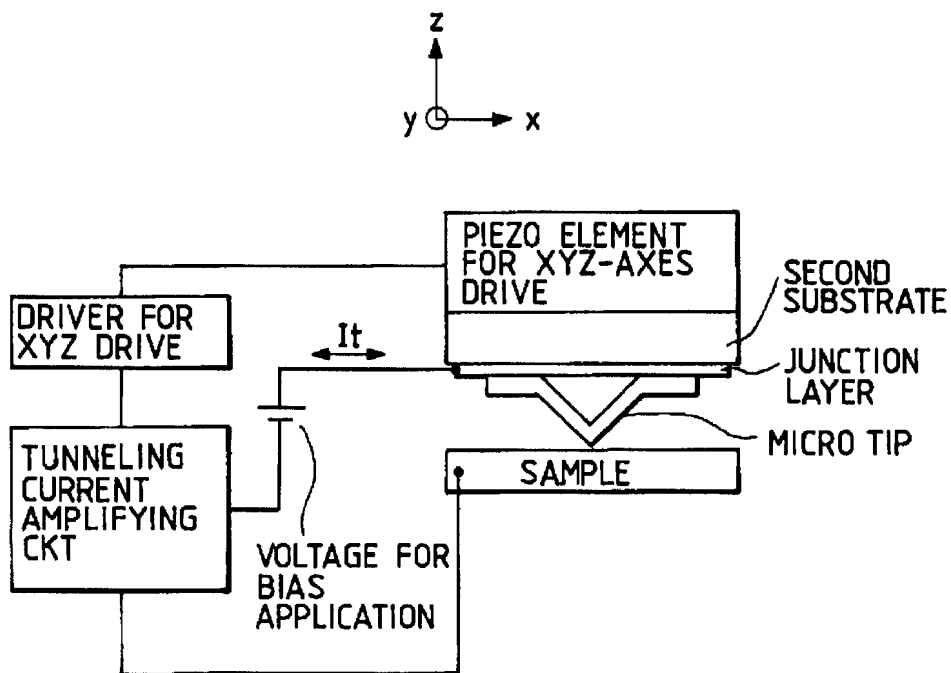 z
y
x
PIEZO ELEMENT
FOR XYZ-AXES
DRIVE
SECOND
SUBSTRATE
DRIVER FOR
XYZ DRIVE
It
JUNCTION
LAYER
MICRO TIP
TUNNELING
CURRENT
AMPLIFYING
CKT
SAMPLE
VOLTAGE FOR
BIAS
APPLICATION